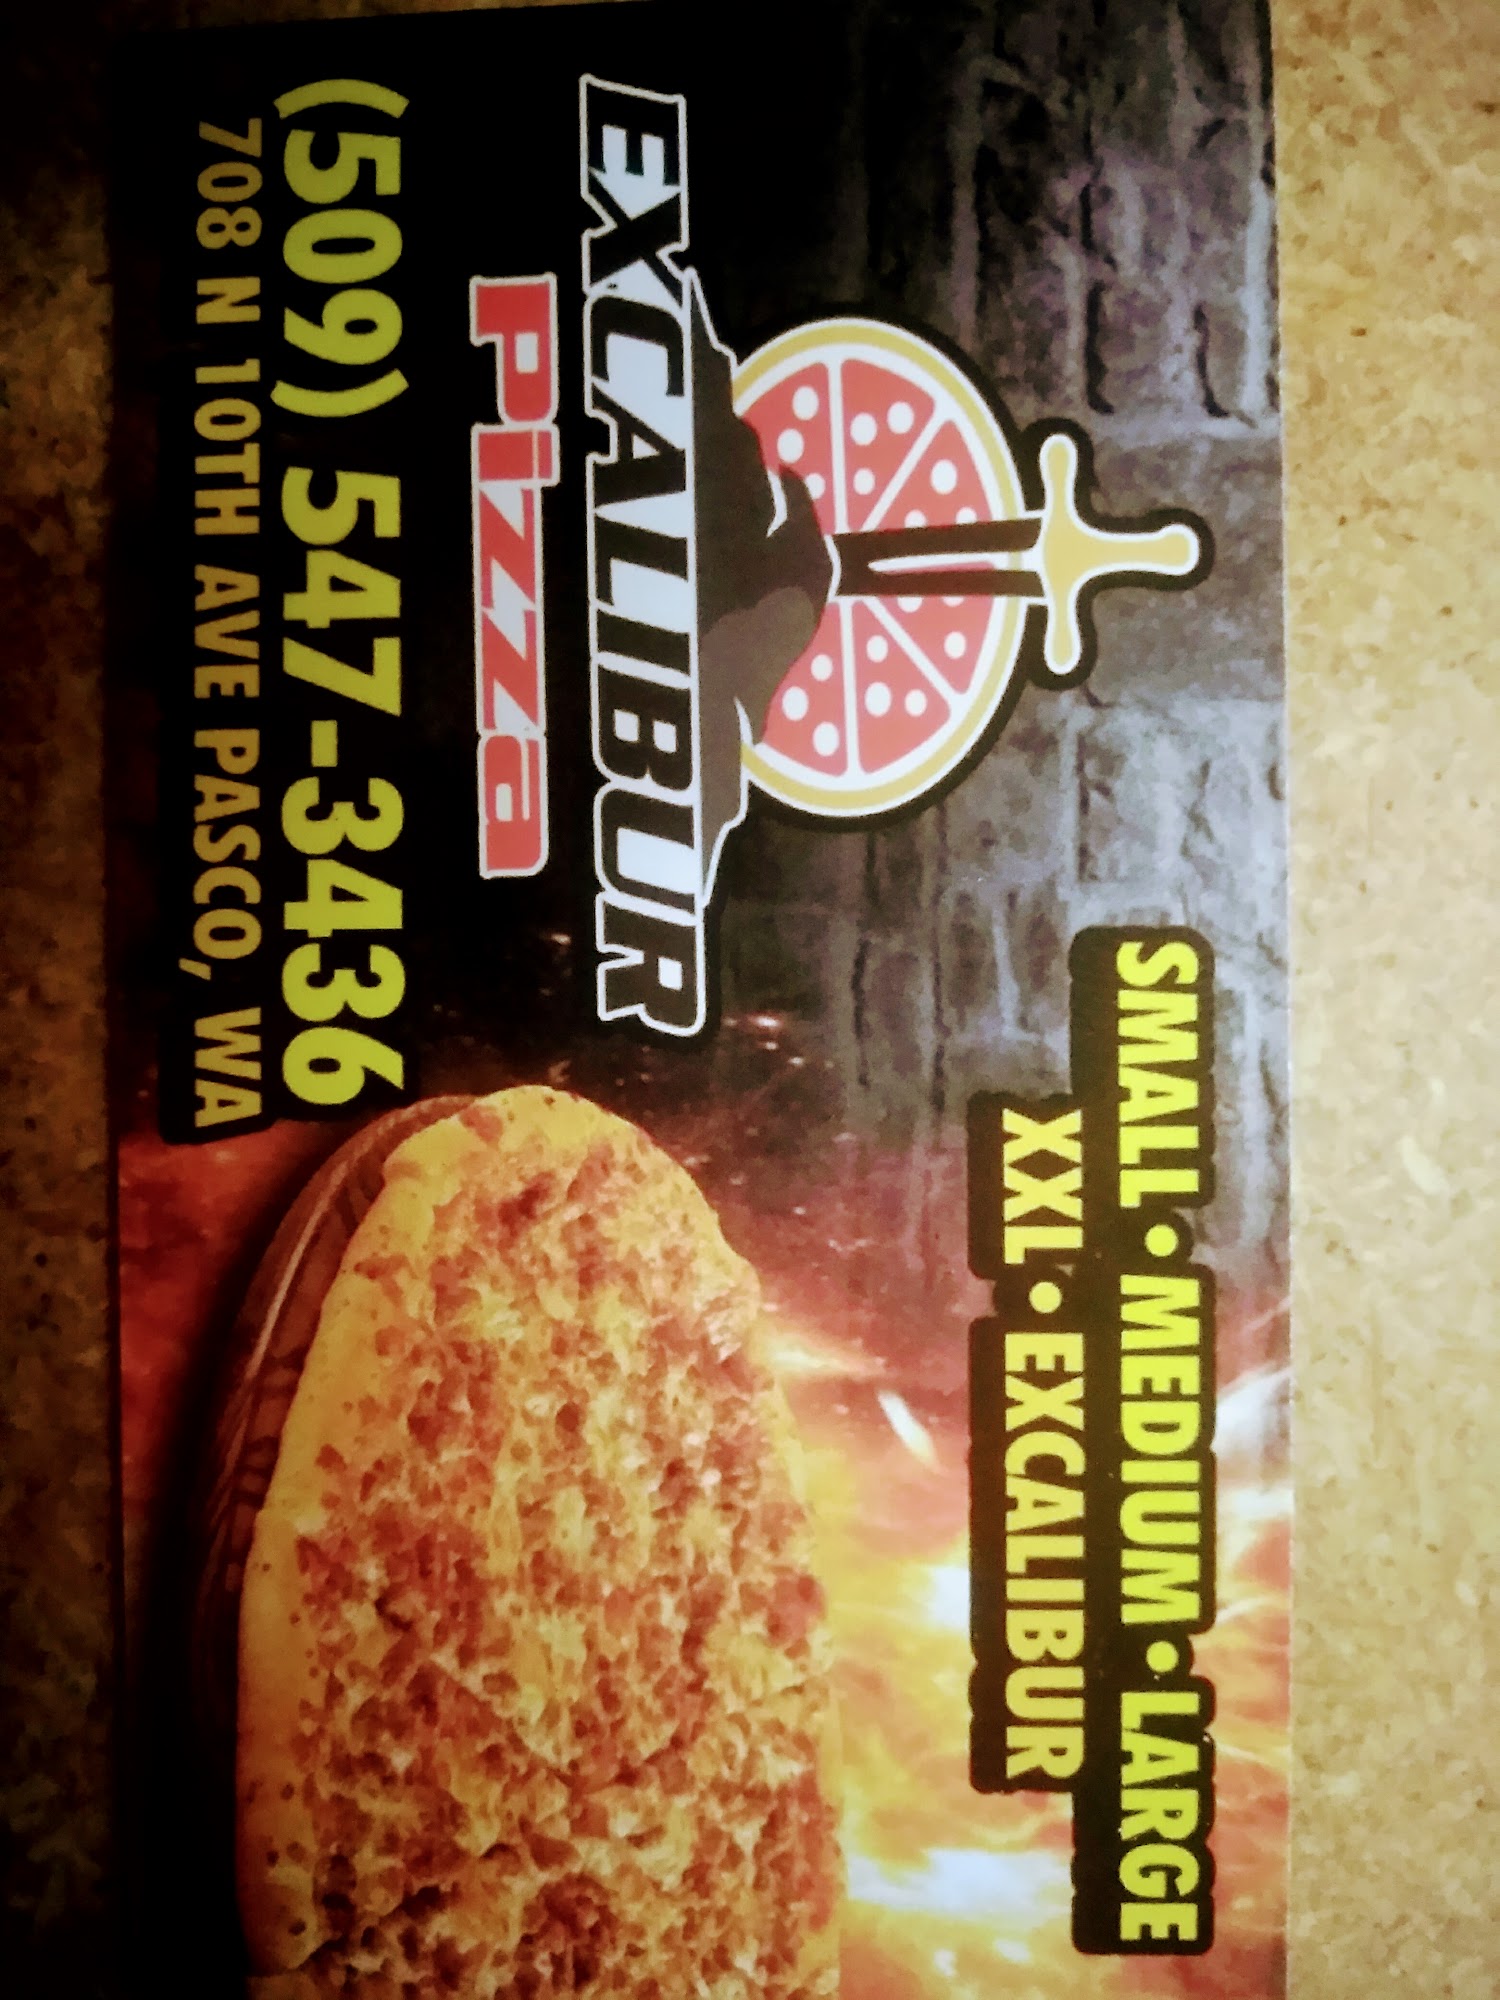 EXCALIBUR
Pizza
(509) 547-3436
708 N 10TH AVE PASCO, WA
SMALL • MEDIUM • LARGE
XXL • EXCALIBUR